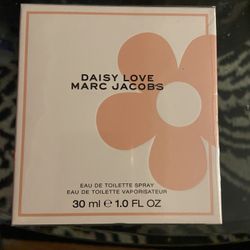 DAISY LOVE
MARC JACOBS
EAU DE TOILETTE SPRAY
EAU DE TOILETTE VAPORISATEUR
30 ml ℮ 1.0 FL OZ